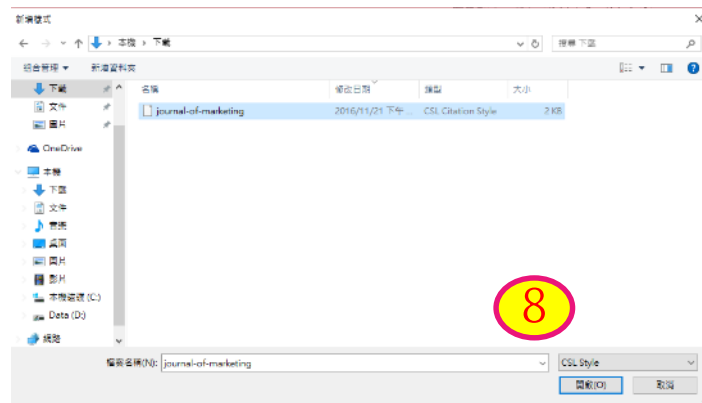 新增樣式
本機 › 下載
搜尋 下載
組合管理 ▼ 新增資料夾
名稱 修改日期 類型 大小
journal-of-marketing 2016/11/21 下午 ... CSL Citation Style 2 KB
下載
文件
圖片
OneDrive
本機
下載
文件
音樂
桌面
圖片
影片
本機磁碟 (C:)
Data (D:)
網路
8
檔案名稱(N): journal-of-marketing
CSL Style
開啟(O) 取消